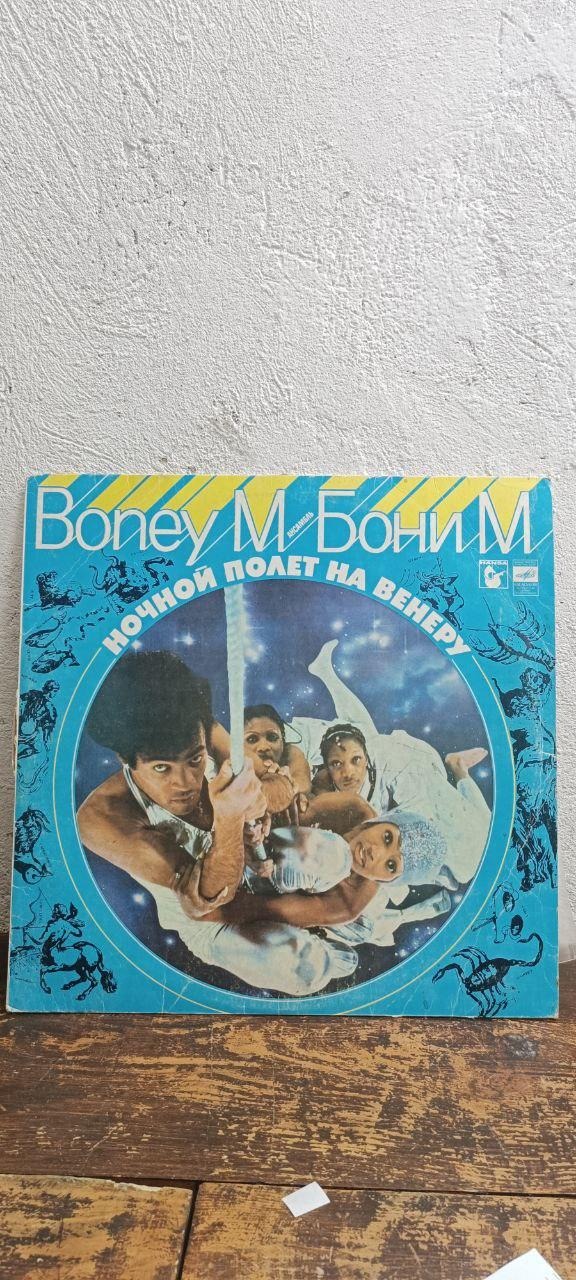 Boney M АНСАМБЛЬ Бони М
НОЧНОЙ ПОЛЕТ НА ВЕНЕРУ
HANSA